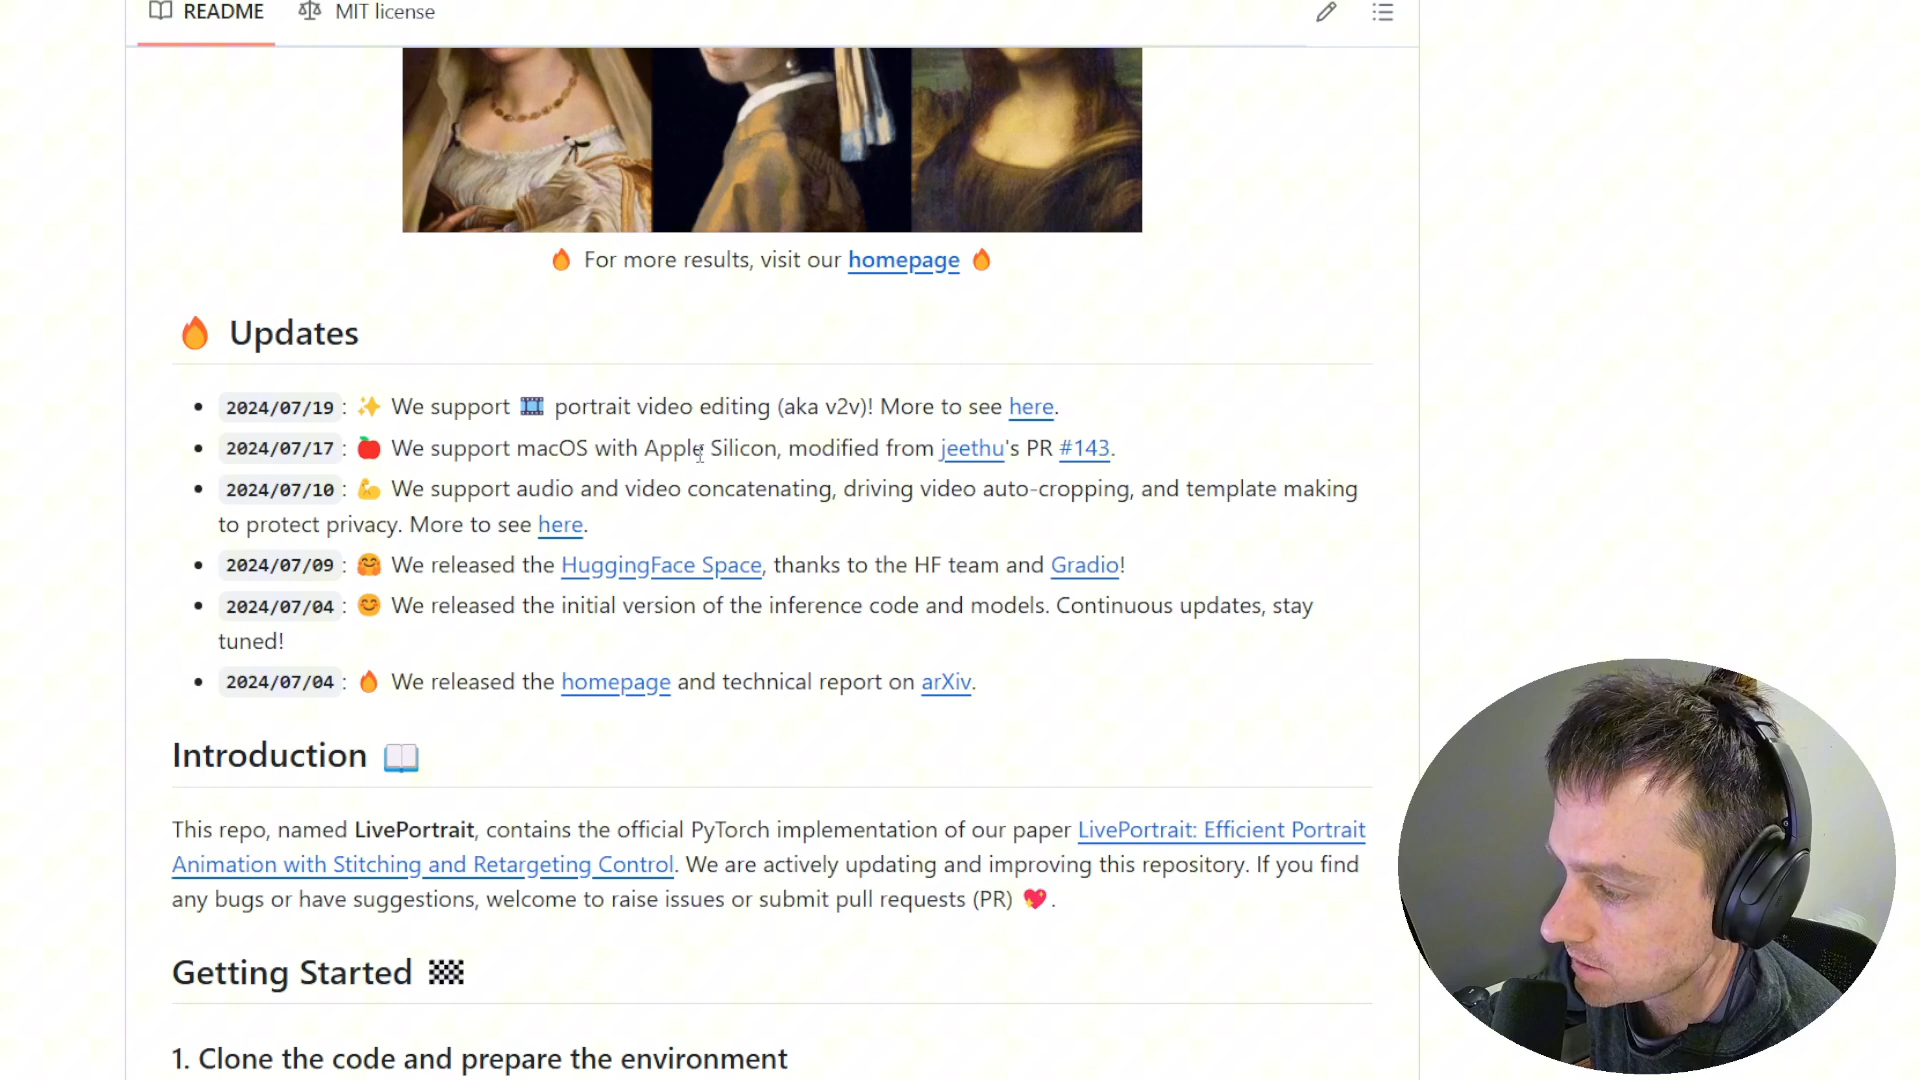 README MIT license
For more results, visit our homepage
Updates
2024/07/19: We support portrait video editing (aka v2v)! More to see here.
2024/07/17: We support macOS with Apple Silicon, modified from jeethu's PR #143.
2024/07/10: We support audio and video concatenating, driving video auto-cropping, and template making
to protect privacy. More to see here.
2024/07/09: We released the HuggingFace Space, thanks to the HF team and Gradio!
2024/07/04: We released the initial version of the inference code and models. Continuous updates, stay
tuned!
2024/07/04: We released the homepage and technical report on arXiv.
Introduction
This repo, named LivePortrait, contains the official PyTorch implementation of our paper LivePortrait: Efficient Portrait
Animation with Stitching and Retargeting Control. We are actively updating and improving this repository. If you find
any bugs or have suggestions, welcome to raise issues or submit pull requests (PR) .
Getting Started
1. Clone the code and prepare the environment